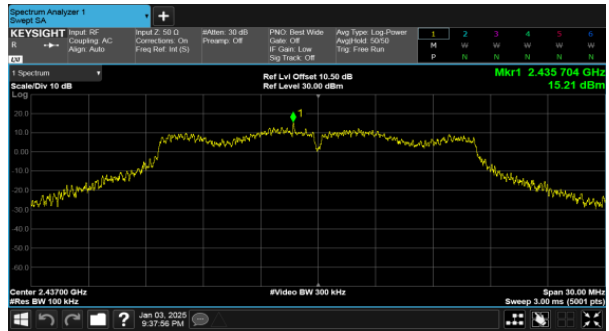 Spectrum Analyzer 1
Swept SA
+
KEYSIGHT Input: RF Input Z: 50 Ω #Atten: 30 dB PNO: Best Wide Avg Type: Log-Power 1 2 3 4 5 6
R Coupling: AC Corrections: On Preamp: Off Gate: Off Avg|Hold: 50/50 M W W W W W
Align: Auto Freq Ref: Int (S) IF Gain: Low Trig: Free Run
Sig Track: Off P N N N N N
LXI
1 Spectrum Ref Lvl Offset 10.50 dB Mkr1 2.435 704 GHz
Scale/Div 10 dB Ref Level 30.00 dBm 15.21 dBm
Log
20.0
1
10.0
0.00
-10.0
-20.0
-30.0
-40.0
-50.0
-60.0
Center 2.43700 GHz #Video BW 300 kHz Span 30.00 MHz
#Res BW 100 kHz Sweep 3.00 ms (5001 pts)
? Jan 03, 2025
9:37:56 PM